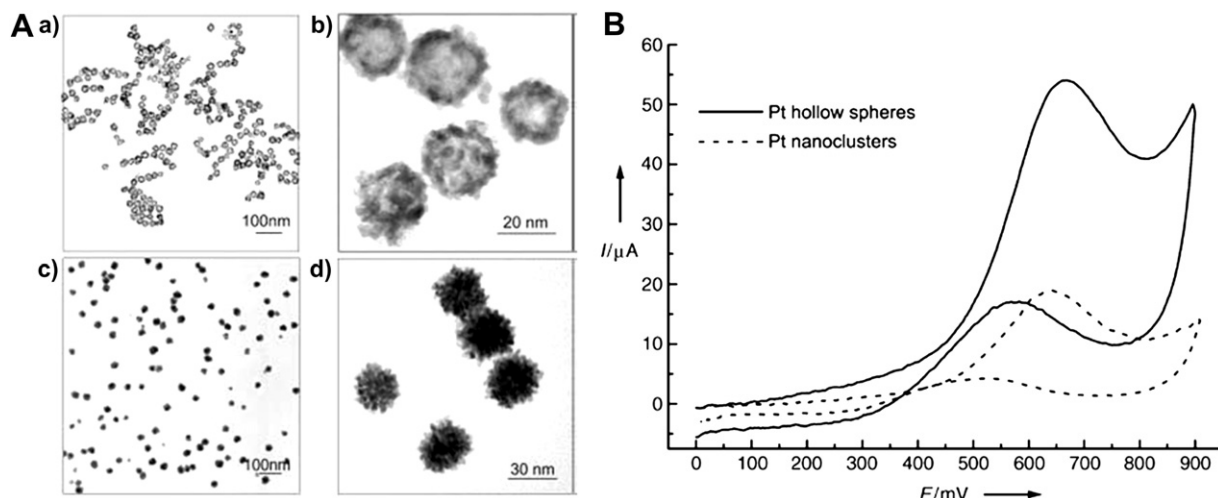 A a)
100nm
b)
20 nm
c)
100nm
d)
30 nm
B
60
50
40
30
20
10
0
I/μA
Pt hollow spheres
Pt nanoclusters
0 100 200 300 400 500 600 700 800 900
E/mV